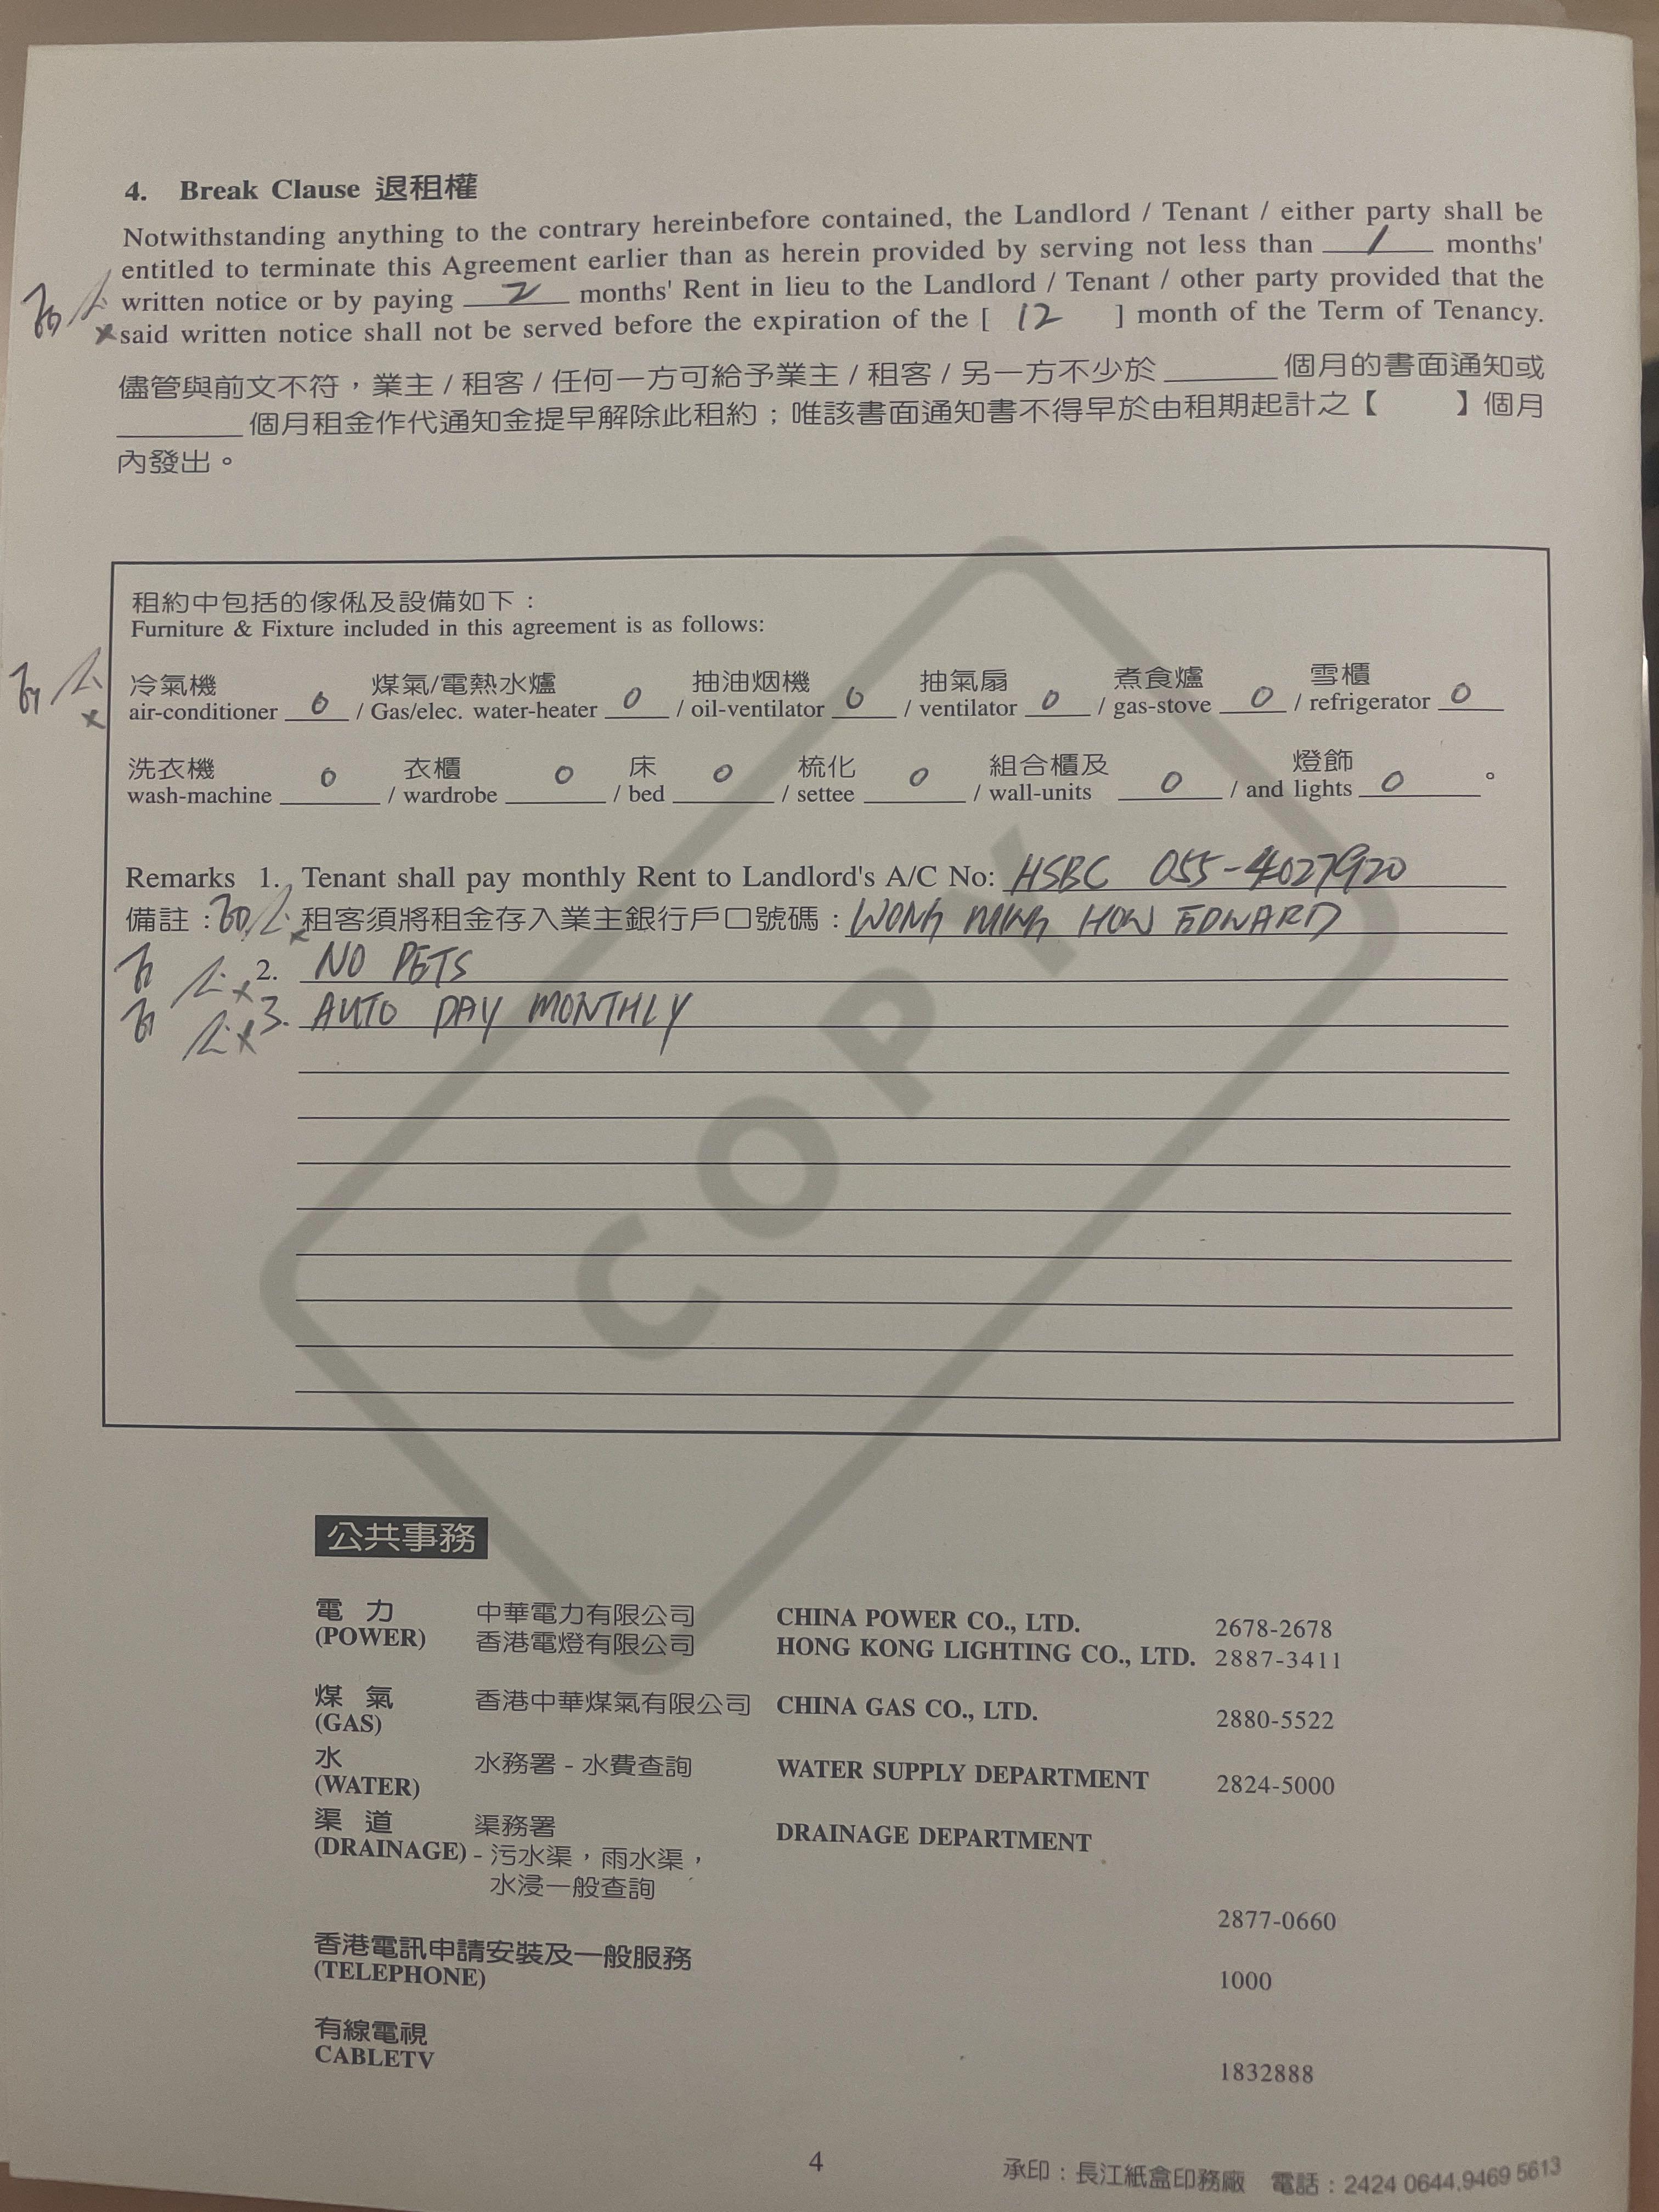 4. Break Clause 退租權
Notwithstanding anything to the contrary hereinbefore contained, the Landlord / Tenant / either party shall be
entitled to terminate this Agreement earlier than as herein provided by serving not less than 1 months'
written notice or by paying 2 months' Rent in lieu to the Landlord / Tenant / other party provided that the
said written notice shall not be served before the expiration of the [ 12 ] month of the Term of Tenancy.
儘管與前文不符，業主 / 租客 / 任何一方可給予業主 / 租客 / 另一方不少於 ______ 個月的書面通知或
______ 個月租金作代通知金提早解除此租約；唯該書面通知書不得早於由租期起計之【 】個月
內發出。
租約中包括的傢俬及設備如下：
Furniture & Fixture included in this agreement is as follows:
冷氣機 煤氣/電熱水爐 抽油烟機 抽氣扇 煮食爐 雪櫃
air-conditioner 0 / Gas/elec. water-heater 0 / oil-ventilator 0 / ventilator 0 / gas-stove 0 / refrigerator 0
洗衣機 衣櫃 床 梳化 組合櫃及 燈飾
wash-machine 0 / wardrobe 0 / bed 0 / settee 0 / wall-units 0 / and lights 0 。
Remarks 1. Tenant shall pay monthly Rent to Landlord's A/C No: HSBC 055-4027920
備註：租客須將租金存入業主銀行戶口號碼：WONG MING HON EDWARD
2. NO PETS
3. AUTO PAY MONTHLY
COPY
公共事務
電 力 中華電力有限公司 CHINA POWER CO., LTD. 2678-2678
(POWER) 香港電燈有限公司 HONG KONG LIGHTING CO., LTD. 2887-3411
煤 氣 香港中華煤氣有限公司 CHINA GAS CO., LTD. 2880-5522
(GAS)
水 水務署 - 水費查詢 WATER SUPPLY DEPARTMENT 2824-5000
(WATER)
渠 道 渠務署 DRAINAGE DEPARTMENT
(DRAINAGE) - 污水渠，雨水渠，
水浸一般查詢
2877-0660
香港電訊申請安裝及一般服務
(TELEPHONE) 1000
有線電視
CABLETV 1832888
4
承印：長江紙盒印務廠 電話：2424 0644, 9469 5613